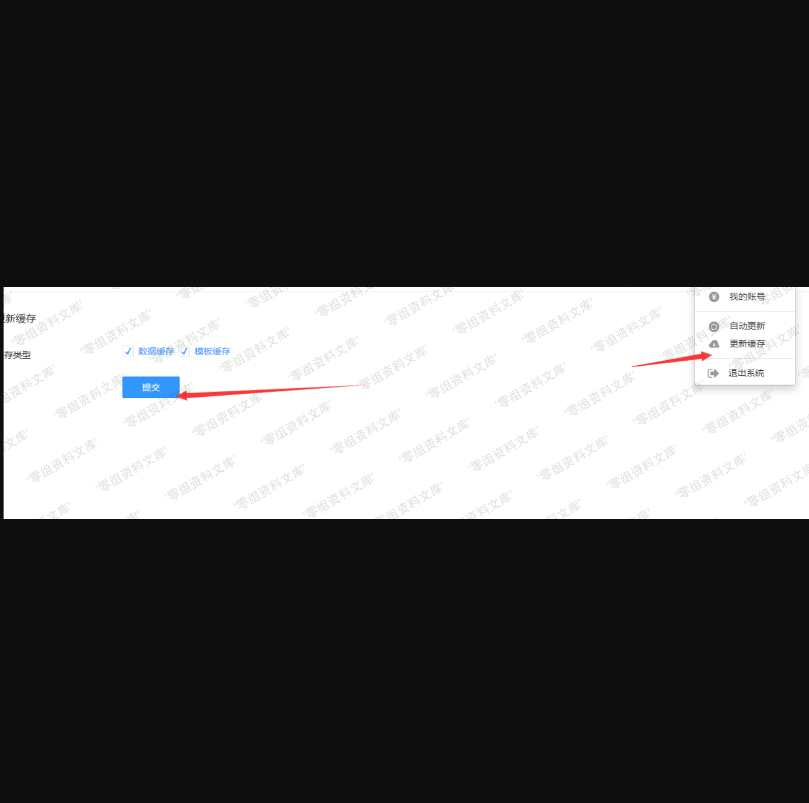 我的账号
更新缓存
自动更新
更新缓存
存类型
数据缓存 模板缓存
退出系统
提交
'零组资料文库'